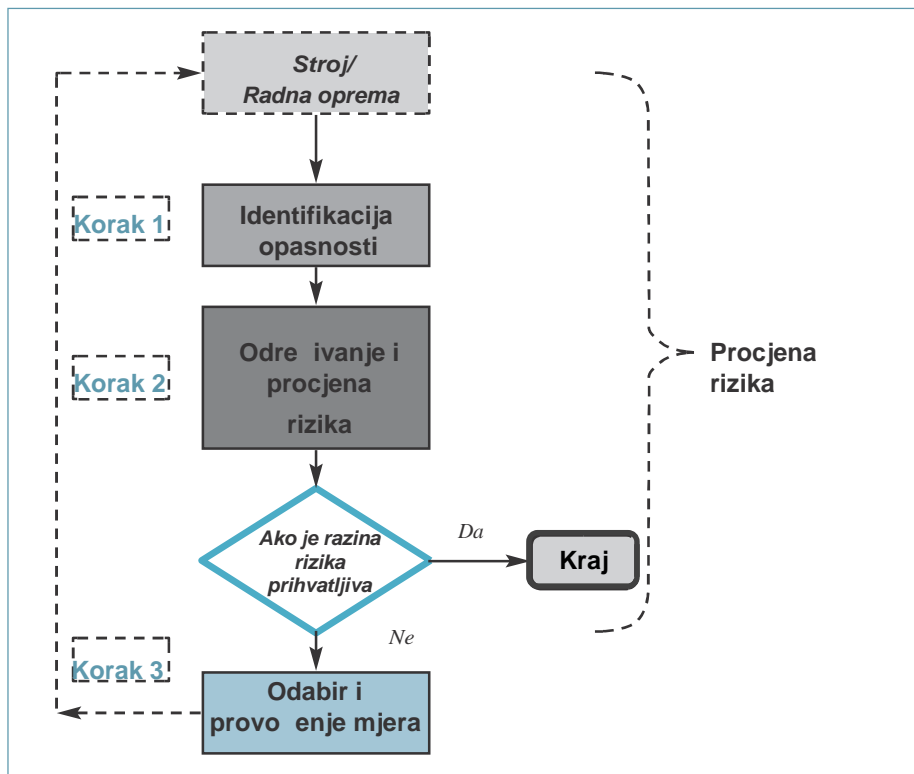 Stroj/
Radna oprema
Korak 1
Identifikacija
opasnosti
Korak 2
Odre ivanje i
procjena
rizika
Procjena
rizika
Ako je razina
rizika
prihvatljiva
Da
Kraj
Ne
Korak 3
Odabir i
provo enje mjera